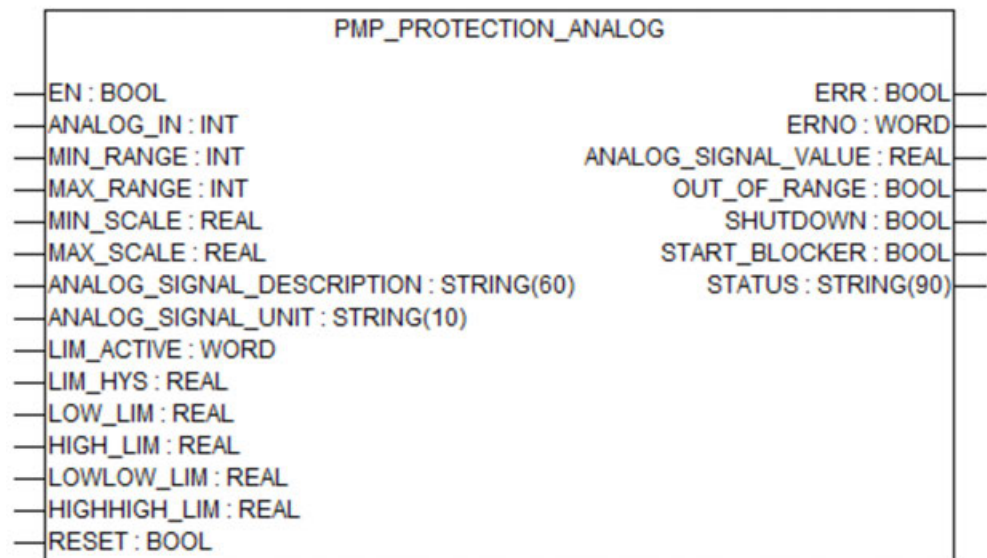 PMP_PROTECTION_ANALOG
EN : BOOL
ERR : BOOL
ANALOG_IN : INT
ERNO : WORD
MIN_RANGE : INT
ANALOG_SIGNAL_VALUE : REAL
MAX_RANGE : INT
OUT_OF_RANGE : BOOL
MIN_SCALE : REAL
SHUTDOWN : BOOL
MAX_SCALE : REAL
START_BLOCKER : BOOL
ANALOG_SIGNAL_DESCRIPTION : STRING(60)
STATUS : STRING(90)
ANALOG_SIGNAL_UNIT : STRING(10)
LIM_ACTIVE : WORD
LIM_HYS : REAL
LOW_LIM : REAL
HIGH_LIM : REAL
LOWLOW_LIM : REAL
HIGHHIGH_LIM : REAL
RESET : BOOL